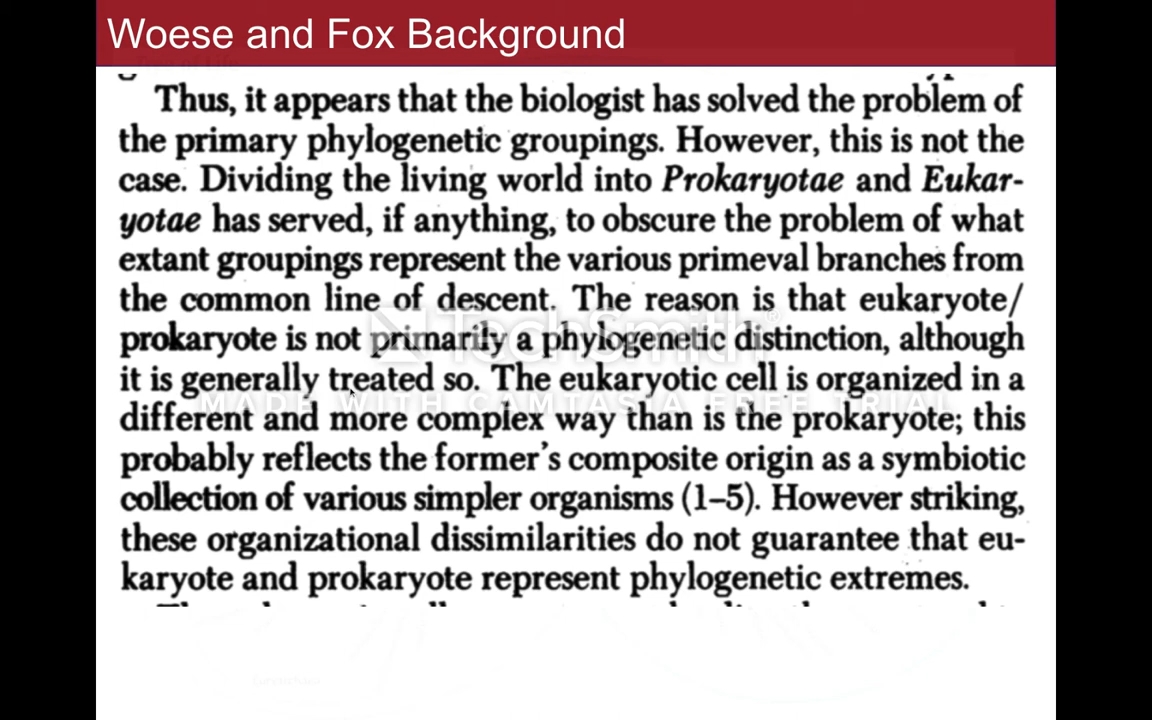 Woese and Fox Background
Thus, it appears that the biologist has solved the problem of
the primary phylogenetic groupings. However, this is not the
case. Dividing the living world into Prokaryotae and Eukar-
yotae has served, if anything, to obscure the problem of what
extant groupings represent the various primeval branches from
the common line of descent. The reason is that eukaryote/
prokaryote is not primarily a phylogenetic distinction, although
it is generally treated so. The eukaryotic cell is organized in a
different and more complex way than is the prokaryote; this
probably reflects the former's composite origin as a symbiotic
collection of various simpler organisms (1–5). However striking,
these organizational dissimilarities do not guarantee that eu-
karyote and prokaryote represent phylogenetic extremes.
TechSmith®
MADE WITH CAMTASIA FREE TRIAL